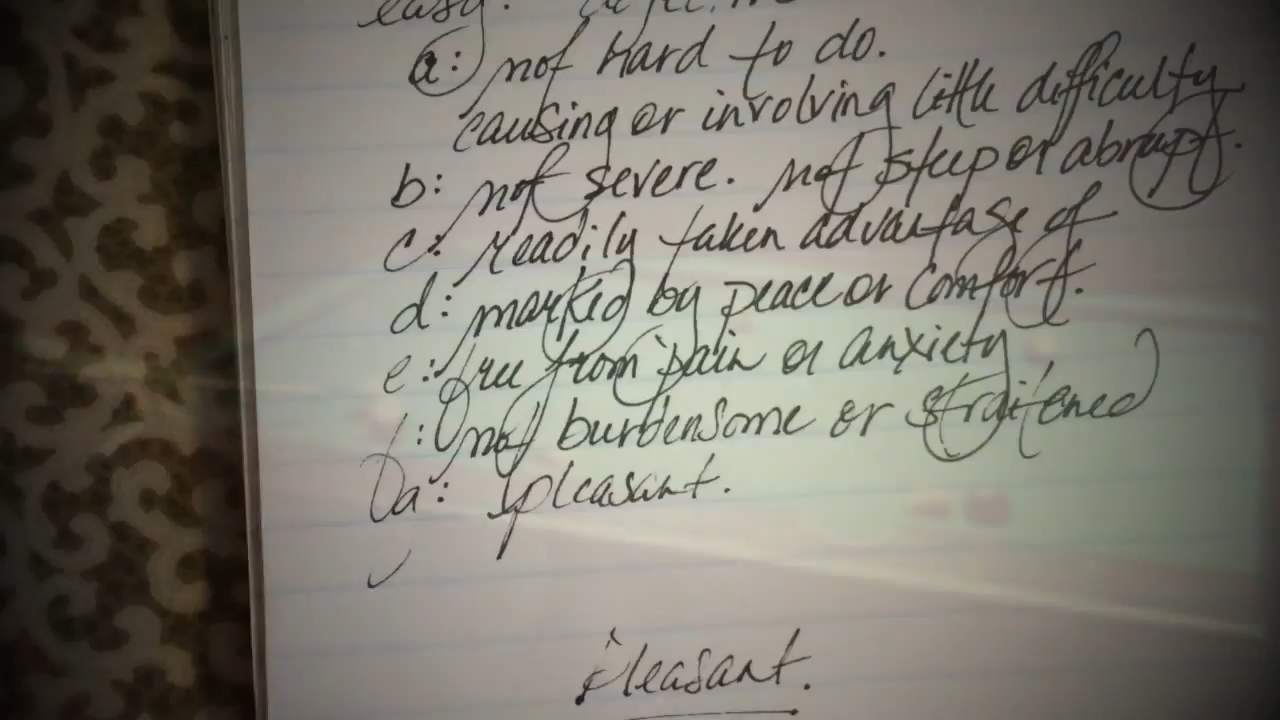 easy.
a: not hard to do.
causing or involving little difficulty
b: not severe. not steep or abrupt.
c: readily taken advantage of
d: marked by peace or comfort.
e: free from pain or anxiety
f: not burdensome or straitened
a: pleasant.
pleasant.